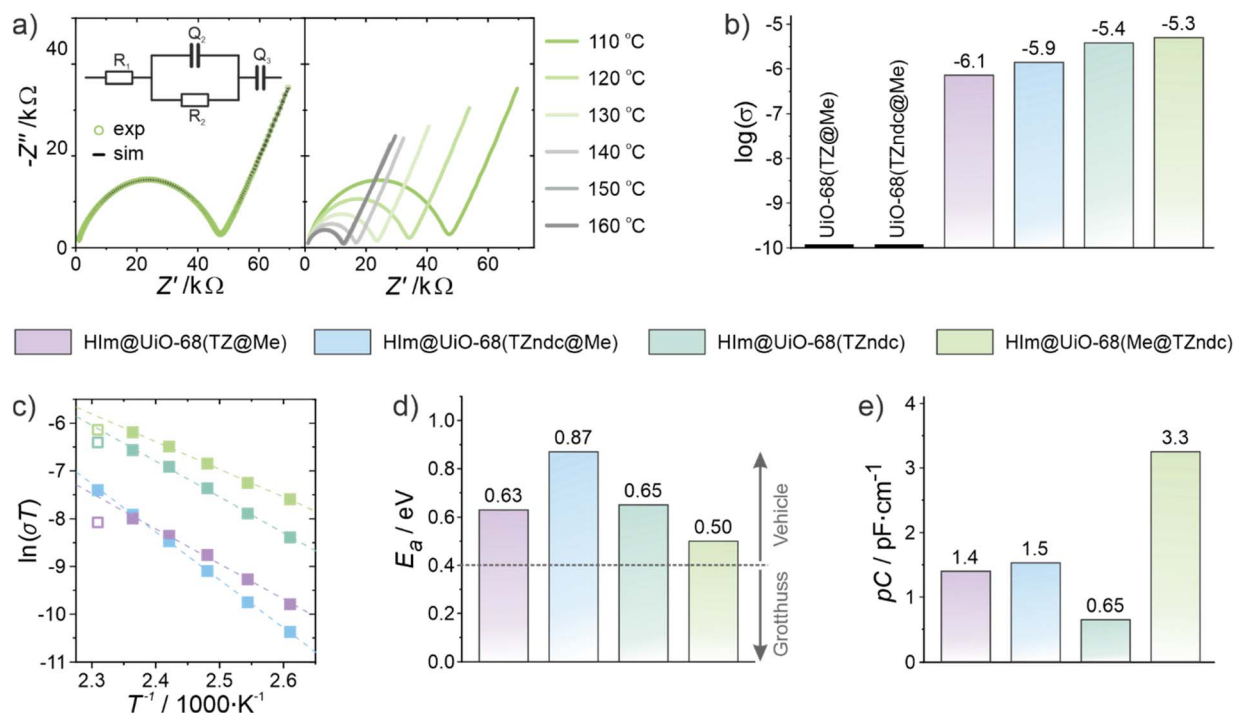 a)
-Z″ /kΩ
40
20
0
R1
Q2
R2
Q3
exp
sim
0 20 40 60
Z′ /kΩ
0 20 40 60
Z′ /kΩ
110 °C
120 °C
130 °C
140 °C
150 °C
160 °C
b)
log(σ)
-5
-6
-7
-8
-9
-10
UiO-68(TZ@Me)
UiO-68(TZndc@Me)
-6.1
-5.9
-5.4
-5.3
HIm@UiO-68(TZ@Me)
HIm@UiO-68(TZndc@Me)
HIm@UiO-68(TZndc)
HIm@UiO-68(Me@TZndc)
c)
ln(σT)
-6
-7
-8
-9
-10
-11
2.3 2.4 2.5 2.6
T-1 / 1000·K-1
d)
Ea / eV
1.0
0.8
0.6
0.4
0.2
0.0
0.63
0.87
0.65
0.50
Vehicle
Grotthuss
e)
pC / pF·cm-1
4
3
2
1
0
1.4
1.5
0.65
3.3